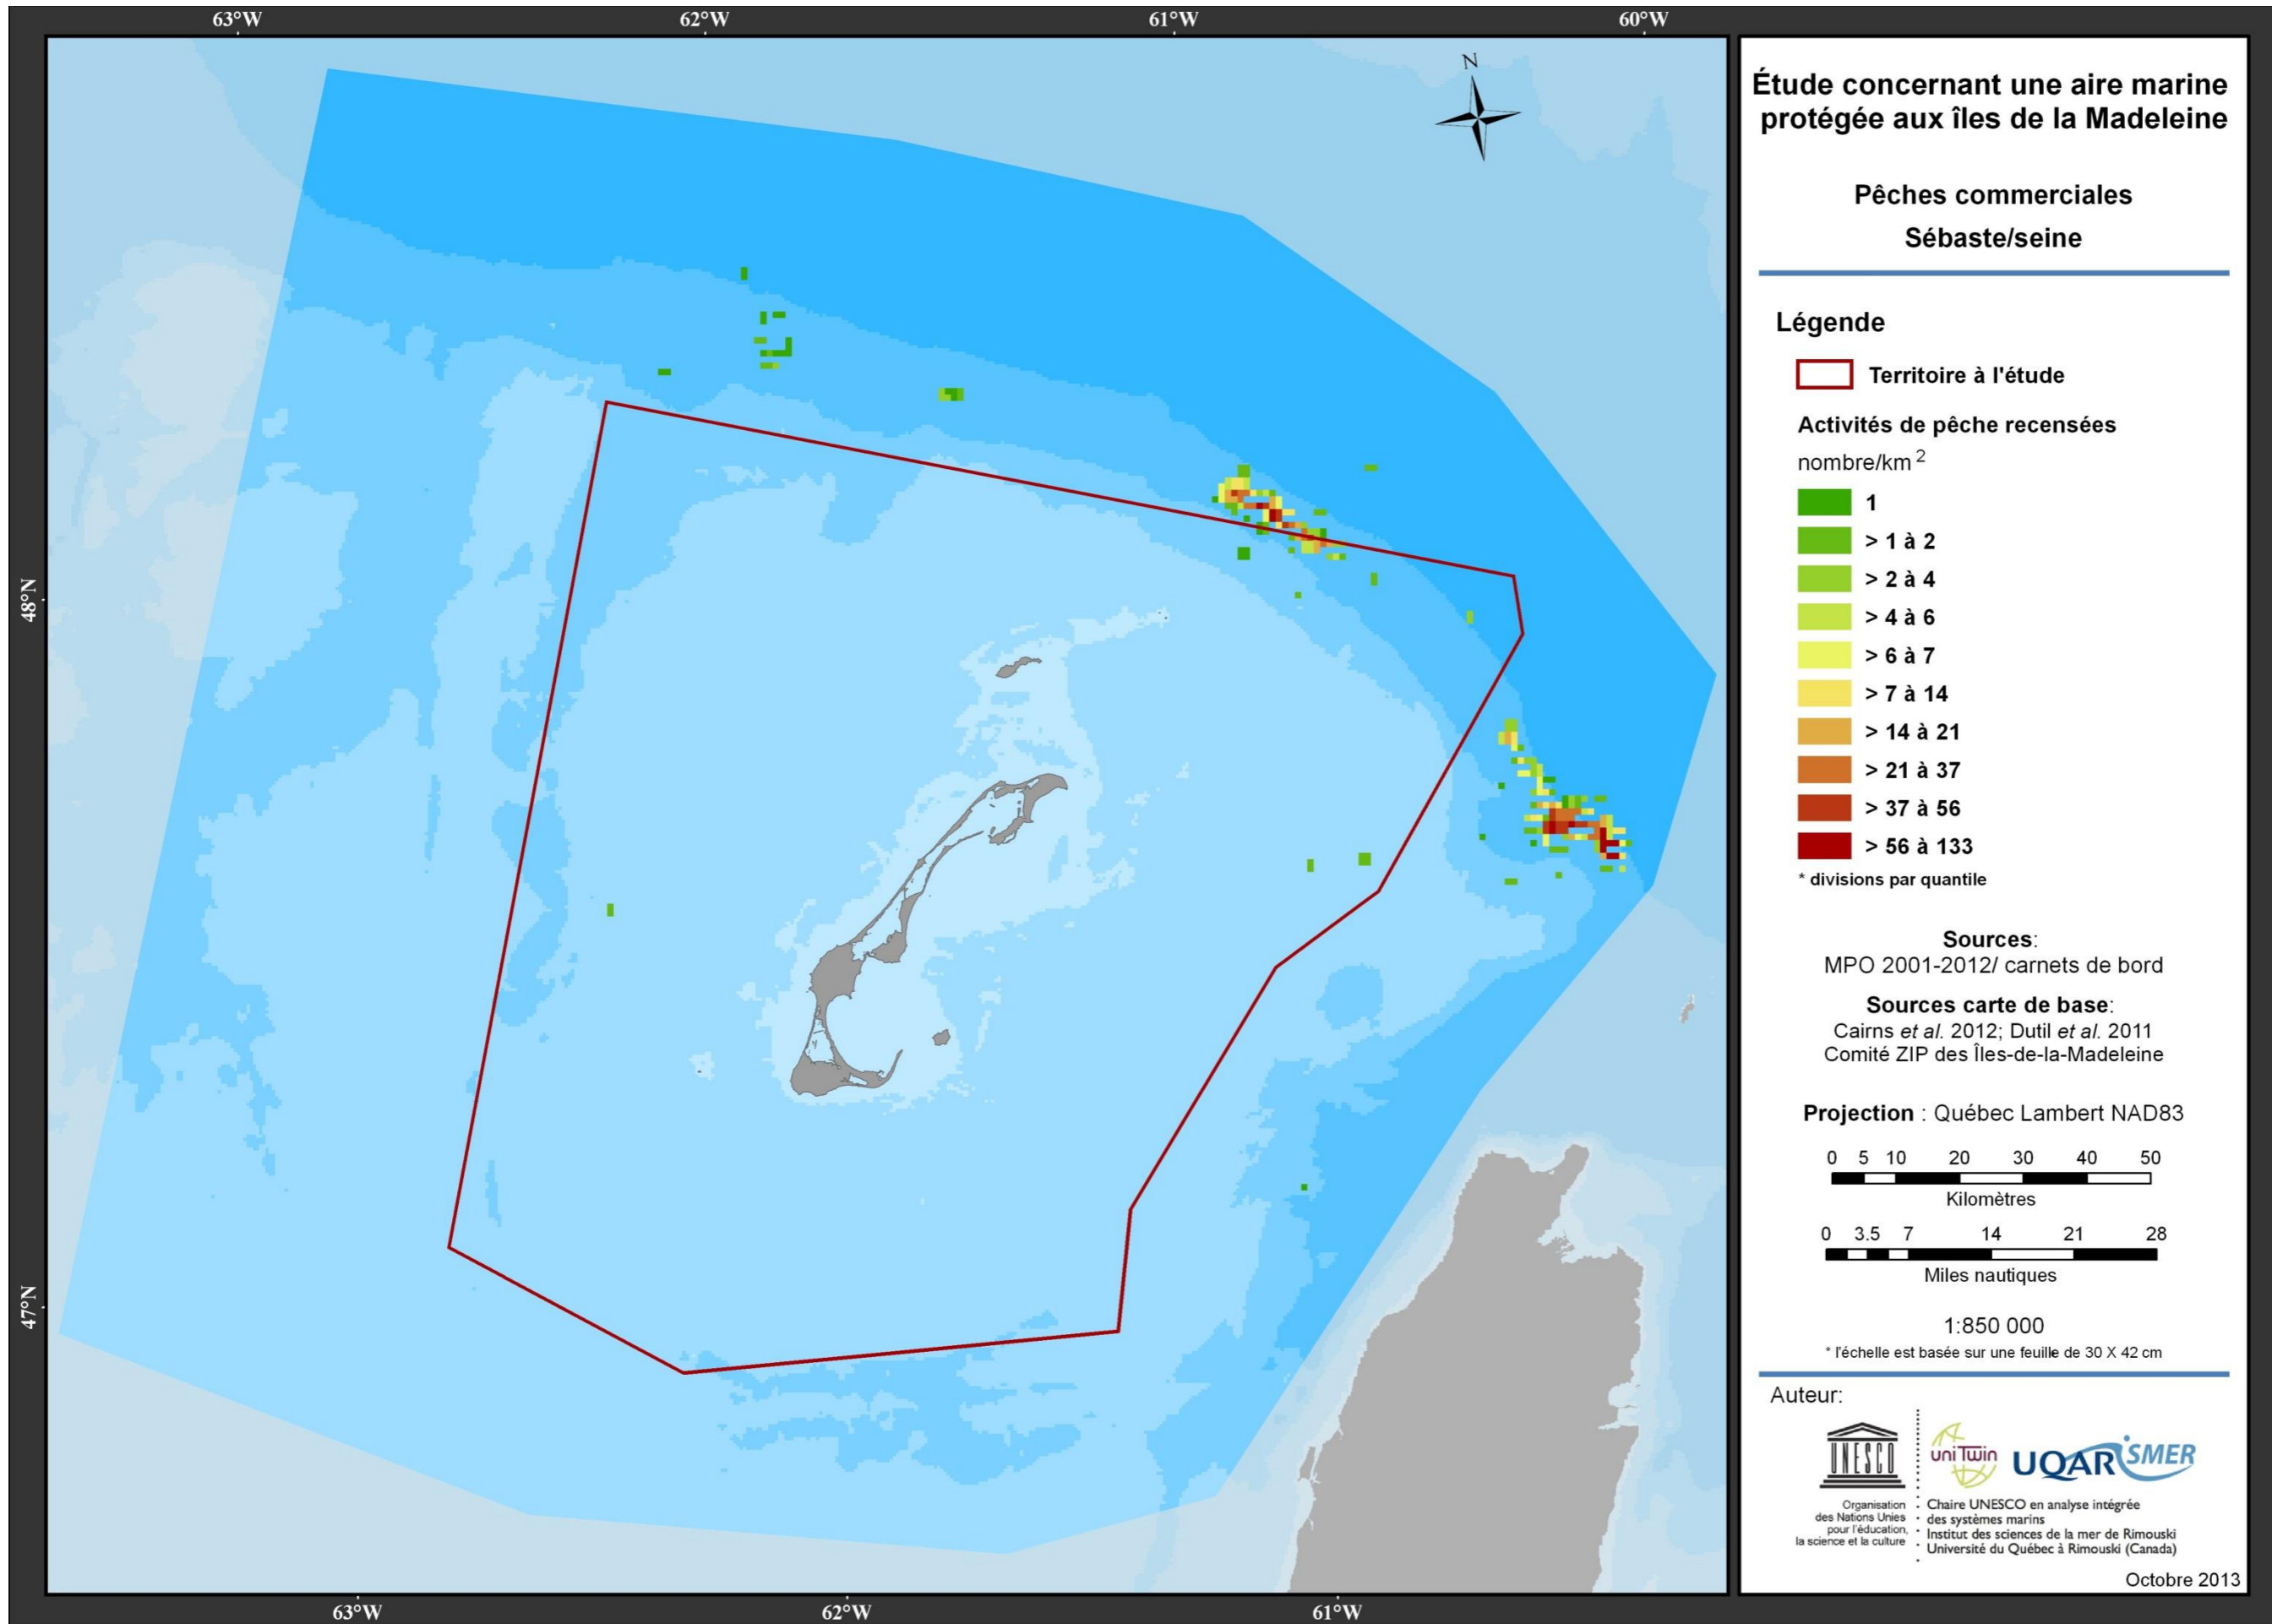 63°W
62°W
61°W
60°W
48°N
47°N
63°W
62°W
61°W
N
Étude concernant une aire marine
protégée aux îles de la Madeleine
Pêches commerciales
Sébaste/seine
Légende
Territoire à l'étude
Activités de pêche recensées
nombre/km 2
1
> 1 à 2
> 2 à 4
> 4 à 6
> 6 à 7
> 7 à 14
> 14 à 21
> 21 à 37
> 37 à 56
> 56 à 133
* divisions par quantile
Sources:
MPO 2001-2012/ carnets de bord
Sources carte de base:
Cairns et al. 2012; Dutil et al. 2011
Comité ZIP des Îles-de-la-Madeleine
Projection : Québec Lambert NAD83
0 5 10 20 30 40 50
Kilomètres
0 3.5 7 14 21 28
Miles nautiques
1:850 000
* l'échelle est basée sur une feuille de 30 X 42 cm
Auteur:
UNESCO
uniTwin
UQAR
ISMER
Organisation
des Nations Unies
pour l'éducation,
la science et la culture
Chaire UNESCO en analyse intégrée
des systèmes marins
Institut des sciences de la mer de Rimouski
Université du Québec à Rimouski (Canada)
Octobre 2013